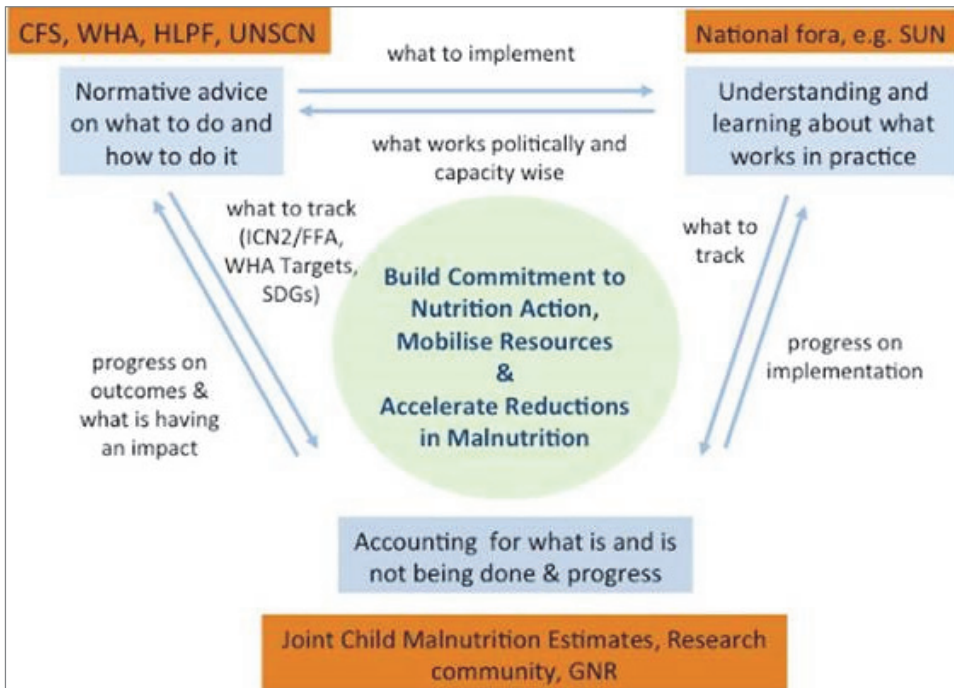 CFS, WHA, HLPF, UNSCN
National fora, e.g. SUN
what to implement
Normative advice
on what to do and
how to do it
Understanding and
learning about what
works in practice
what works politically and
capacity wise
what to track
(ICN2/FFA,
WHA Targets,
SDGs)
what to
track
Build Commitment to
Nutrition Action,
Mobilise Resources
&
Accelerate Reductions
in Malnutrition
progress on
outcomes &
what is having
an impact
progress on
implementation
Accounting for what is and is
not being done & progress
Joint Child Malnutrition Estimates, Research
community, GNR